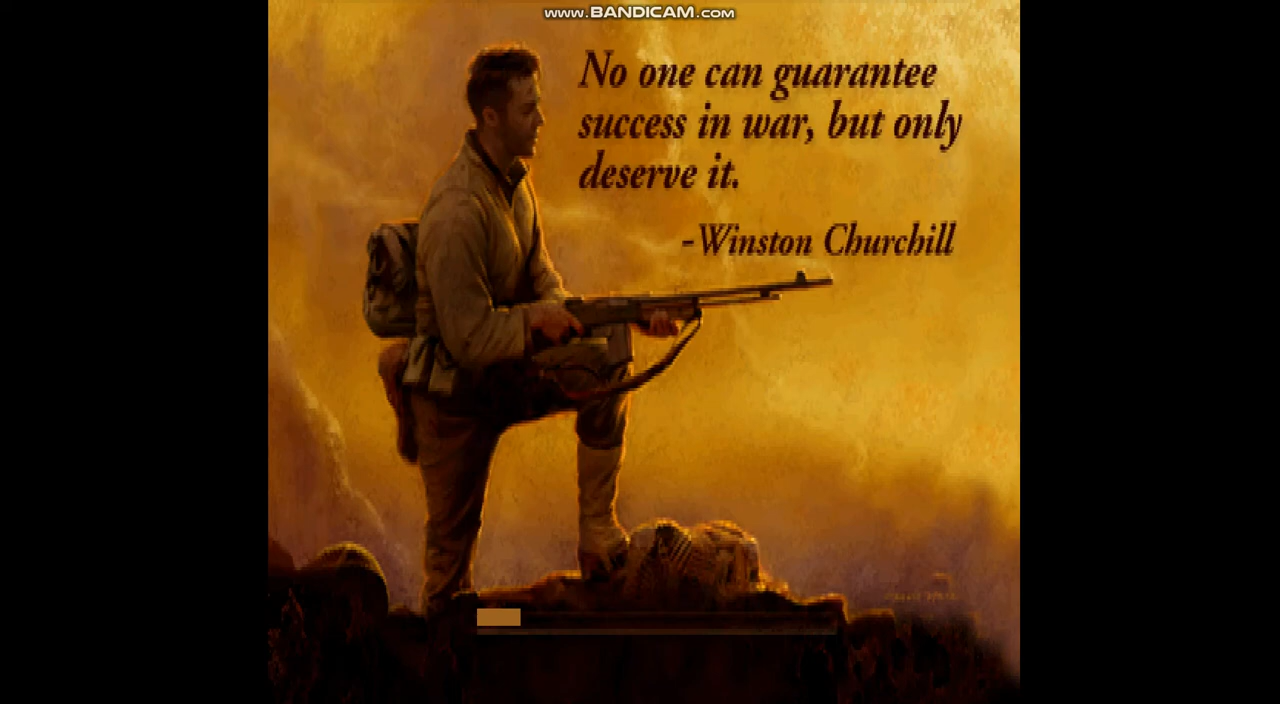 www.BANDICAM.com
No one can guarantee
success in war, but only
deserve it.
-Winston Churchill